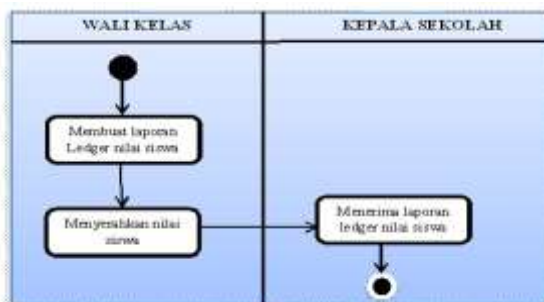 WALI KELAS
KEPALA SEKOLAH
Membuat laporan
Ledger nilai siswa
Menyerahkan nilai
siswa
Menerima laporan
ledger nilai siswa